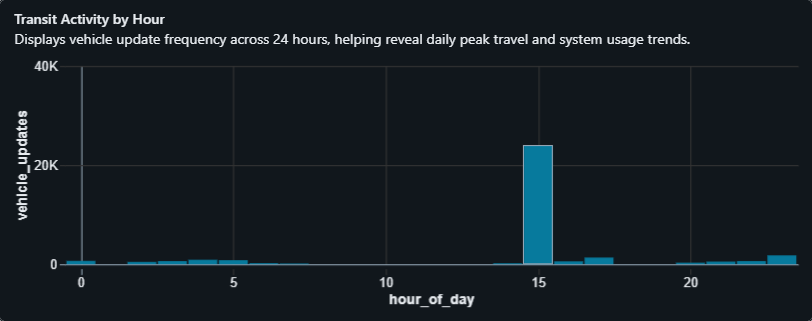 Transit Activity by Hour
Displays vehicle update frequency across 24 hours, helping reveal daily peak travel and system usage trends.
40K
20K
0
vehicle_updates
0 5 10 15 20
hour_of_day